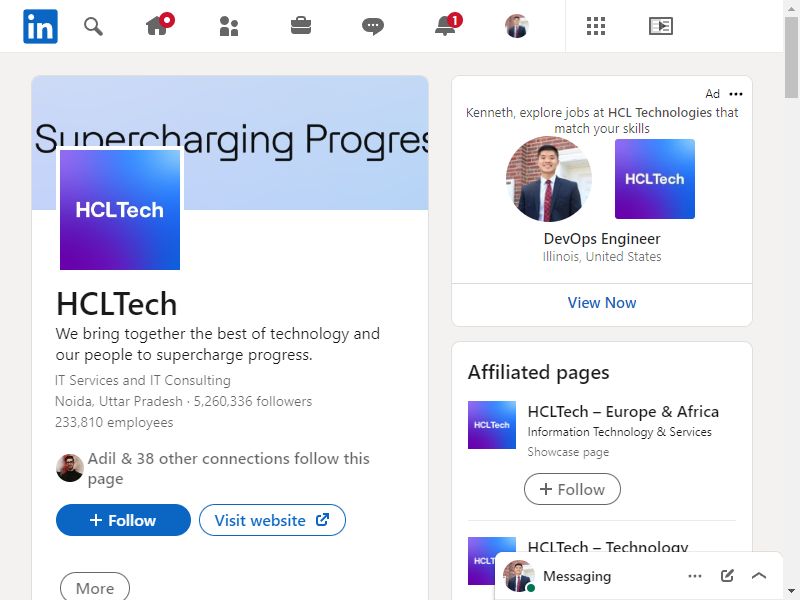 in
1
Supercharging Progres
HCLTech
HCLTech
We bring together the best of technology and
our people to supercharge progress.
IT Services and IT Consulting
Noida, Uttar Pradesh · 5,260,336 followers
233,810 employees
Adil & 38 other connections follow this
page
+ Follow
Visit website
More
Ad
Kenneth, explore jobs at HCL Technologies that
match your skills
HCLTech
DevOps Engineer
Illinois, United States
View Now
Affiliated pages
HCLTech
HCLTech – Europe & Africa
Information Technology & Services
Showcase page
+ Follow
HCLT
HCLTech – Technology
Messaging